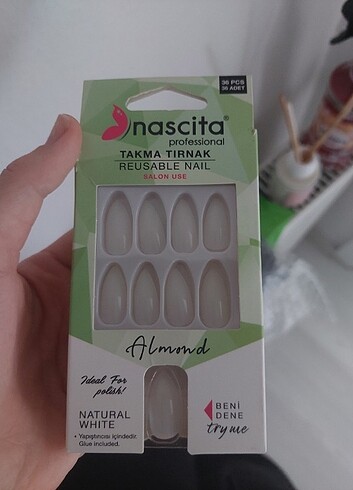 36 PCS
36 ADET
nascita®
professional
TAKMA TIRNAK
REUSABLE NAIL
SALON USE
Almond
Ideal For
polish!
NATURAL
WHITE
• Yapıştırıcısı içindedir.
Glue included.
BENİ
DENE
try me